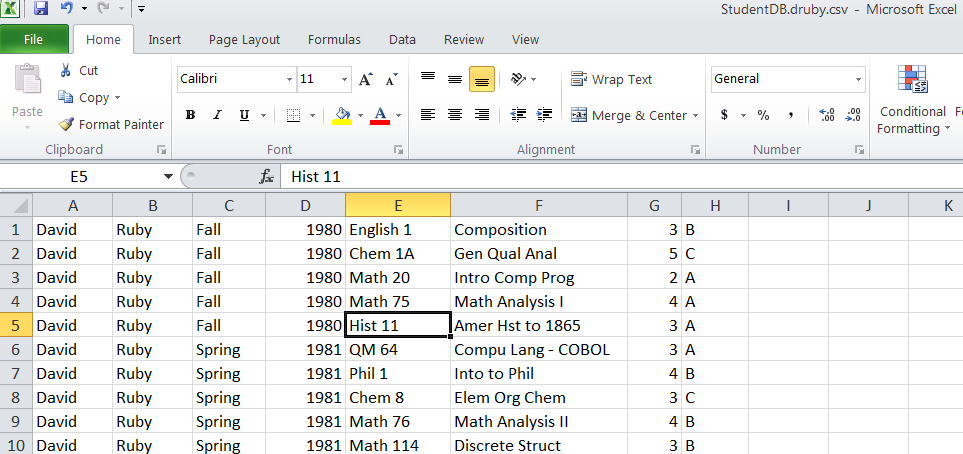 StudentDB.druby.csv - Microsoft Excel
File Home Insert Page Layout Formulas Data Review View
Cut
Copy
Format Painter
Paste
Calibri 11 A A
B I U A
Wrap Text
Merge & Center
General
$ % , .0 .00 .00 .0
Conditional
Formatting
Clipboard Font Alignment Number
E5 fx Hist 11
A B C D E F G H I J K
1 David Ruby Fall 1980 English 1 Composition 3 B
2 David Ruby Fall 1980 Chem 1A Gen Qual Anal 5 C
3 David Ruby Fall 1980 Math 20 Intro Comp Prog 2 A
4 David Ruby Fall 1980 Math 75 Math Analysis I 4 A
5 David Ruby Fall 1980 Hist 11 Amer Hst to 1865 3 A
6 David Ruby Spring 1981 QM 64 Compu Lang - COBOL 3 A
7 David Ruby Spring 1981 Phil 1 Into to Phil 4 B
8 David Ruby Spring 1981 Chem 8 Elem Org Chem 3 C
9 David Ruby Spring 1981 Math 76 Math Analysis II 4 B
10 David Ruby Spring 1981 Math 114 Discrete Struct 3 B